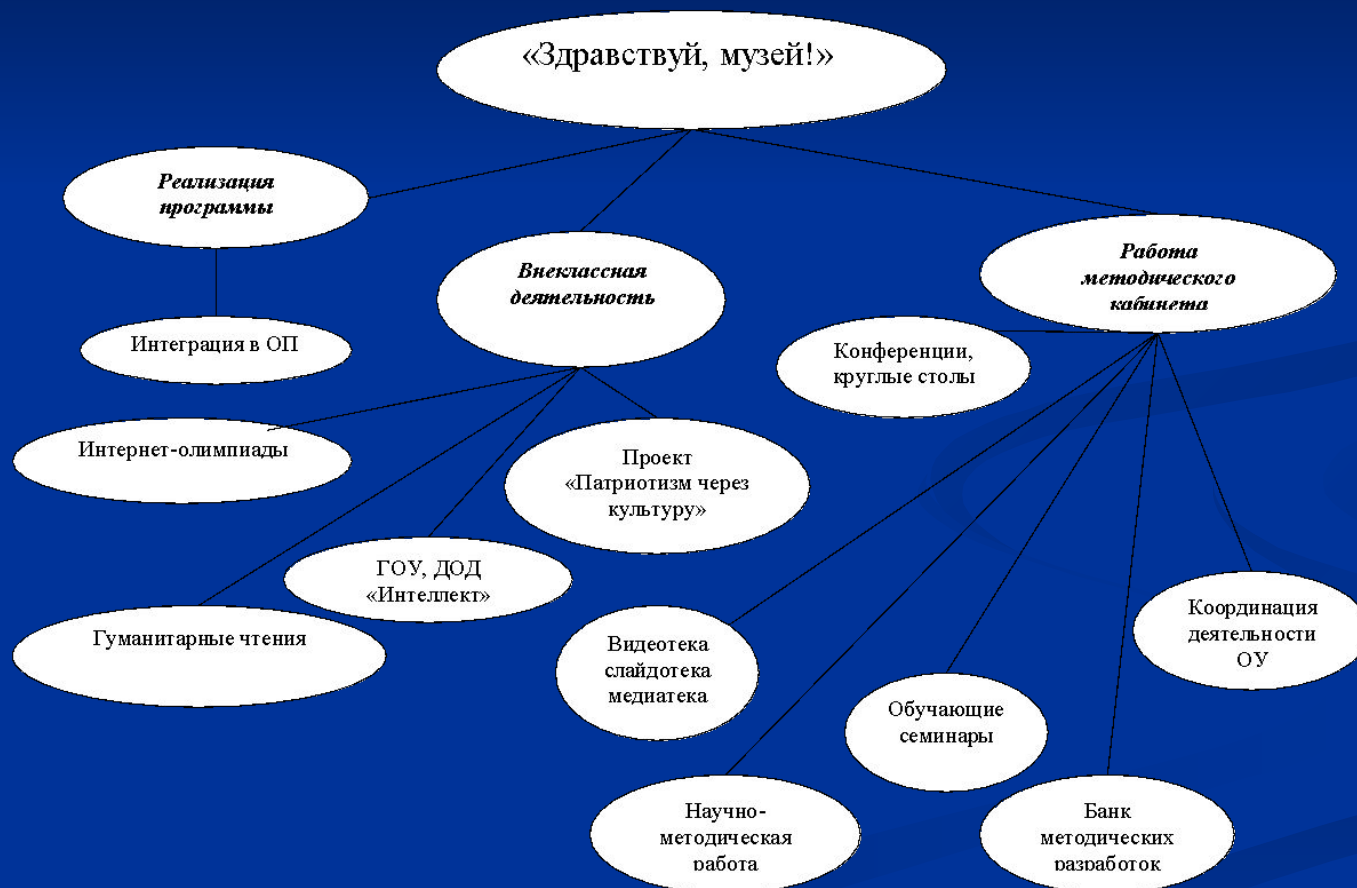 «Здравствуй, музей!»
Реализация
программы
Внеклассная
деятельность
Работа
методического
кабинета
Интеграция в ОП
Конференции,
круглые столы
Интернет-олимпиады
Проект
«Патриотизм через
культуру»
ГОУ, ДОД
«Интеллект»
Гуманитарные чтения
Видеотека
слайдотека
медиатека
Координация
деятельности
ОУ
Обучающие
семинары
Научно-
методическая
работа
Банк
методических
разработок